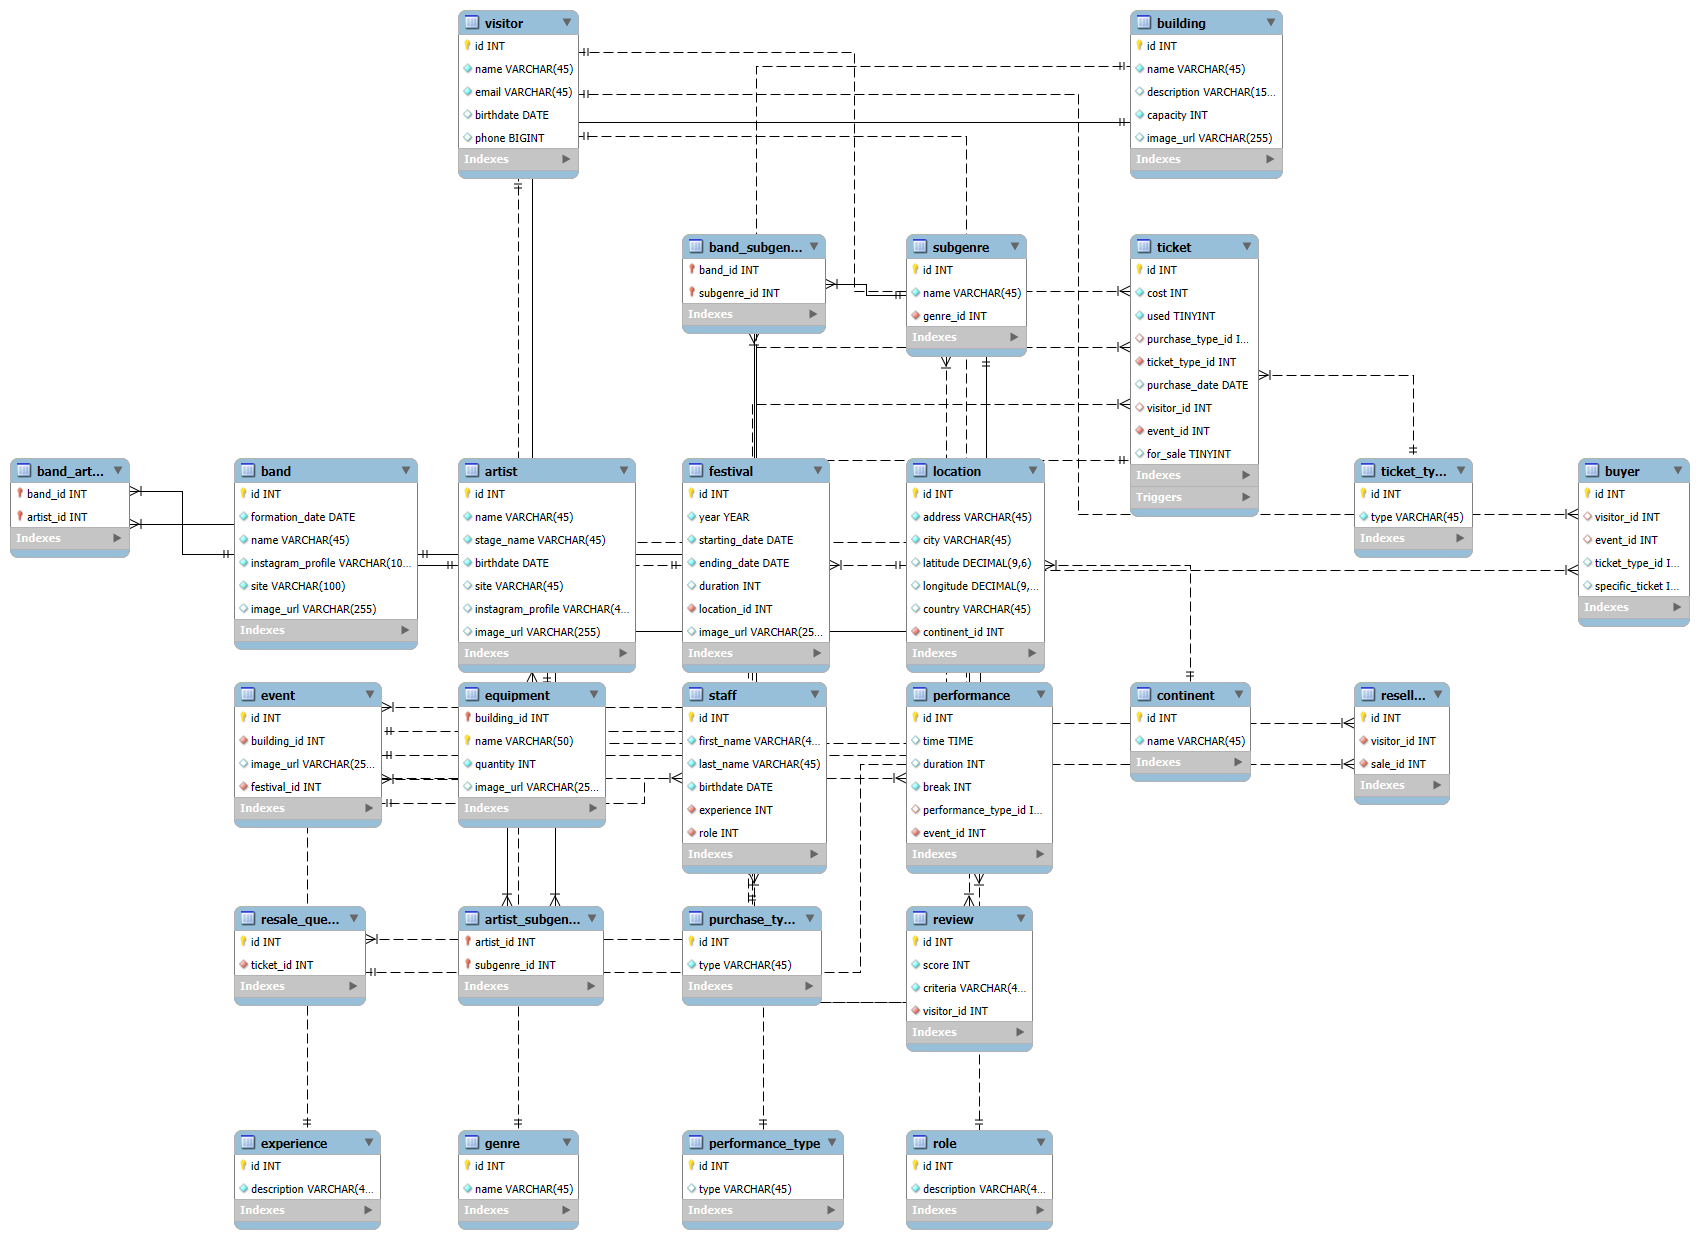 visitor
id INT
name VARCHAR(45)
email VARCHAR(45)
birthdate DATE
phone BIGINT
Indexes
building
id INT
name VARCHAR(45)
description VARCHAR(15...
capacity INT
image_url VARCHAR(255)
Indexes
band_subgen...
band_id INT
subgenre_id INT
Indexes
subgenre
id INT
name VARCHAR(45)
genre_id INT
Indexes
ticket
id INT
cost INT
used TINYINT
purchase_type_id I...
ticket_type_id INT
purchase_date DATE
visitor_id INT
event_id INT
for_sale TINYINT
Indexes
Triggers
band_art...
band_id INT
artist_id INT
Indexes
band
id INT
formation_date DATE
name VARCHAR(45)
instagram_profile VARCHAR(10...
site VARCHAR(100)
image_url VARCHAR(255)
Indexes
artist
id INT
name VARCHAR(45)
stage_name VARCHAR(45)
birthdate DATE
site VARCHAR(45)
instagram_profile VARCHAR(4...
image_url VARCHAR(255)
Indexes
festival
id INT
year YEAR
starting_date DATE
ending_date DATE
duration INT
location_id INT
image_url VARCHAR(25...
Indexes
location
id INT
address VARCHAR(45)
city VARCHAR(45)
latitude DECIMAL(9,6)
longitude DECIMAL(9,...
country VARCHAR(45)
continent_id INT
Indexes
ticket_ty...
id INT
type VARCHAR(45)
Indexes
buyer
id INT
visitor_id INT
event_id INT
ticket_type_id I...
specific_ticket I...
Indexes
event
id INT
building_id INT
image_url VARCHAR(25...
festival_id INT
Indexes
equipment
building_id INT
name VARCHAR(50)
quantity INT
image_url VARCHAR(25...
Indexes
staff
id INT
first_name VARCHAR(4...
last_name VARCHAR(45)
birthdate DATE
experience INT
role INT
Indexes
performance
id INT
time TIME
duration INT
break INT
performance_type_id I...
event_id INT
Indexes
continent
id INT
name VARCHAR(45)
Indexes
resell...
id INT
visitor_id INT
sale_id INT
Indexes
resale_que...
id INT
ticket_id INT
Indexes
artist_subgen...
artist_id INT
subgenre_id INT
Indexes
purchase_ty...
id INT
type VARCHAR(45)
Indexes
review
id INT
score INT
criteria VARCHAR(4...
visitor_id INT
Indexes
experience
id INT
description VARCHAR(4...
Indexes
genre
id INT
name VARCHAR(45)
Indexes
performance_type
id INT
type VARCHAR(45)
Indexes
role
id INT
description VARCHAR(4...
Indexes